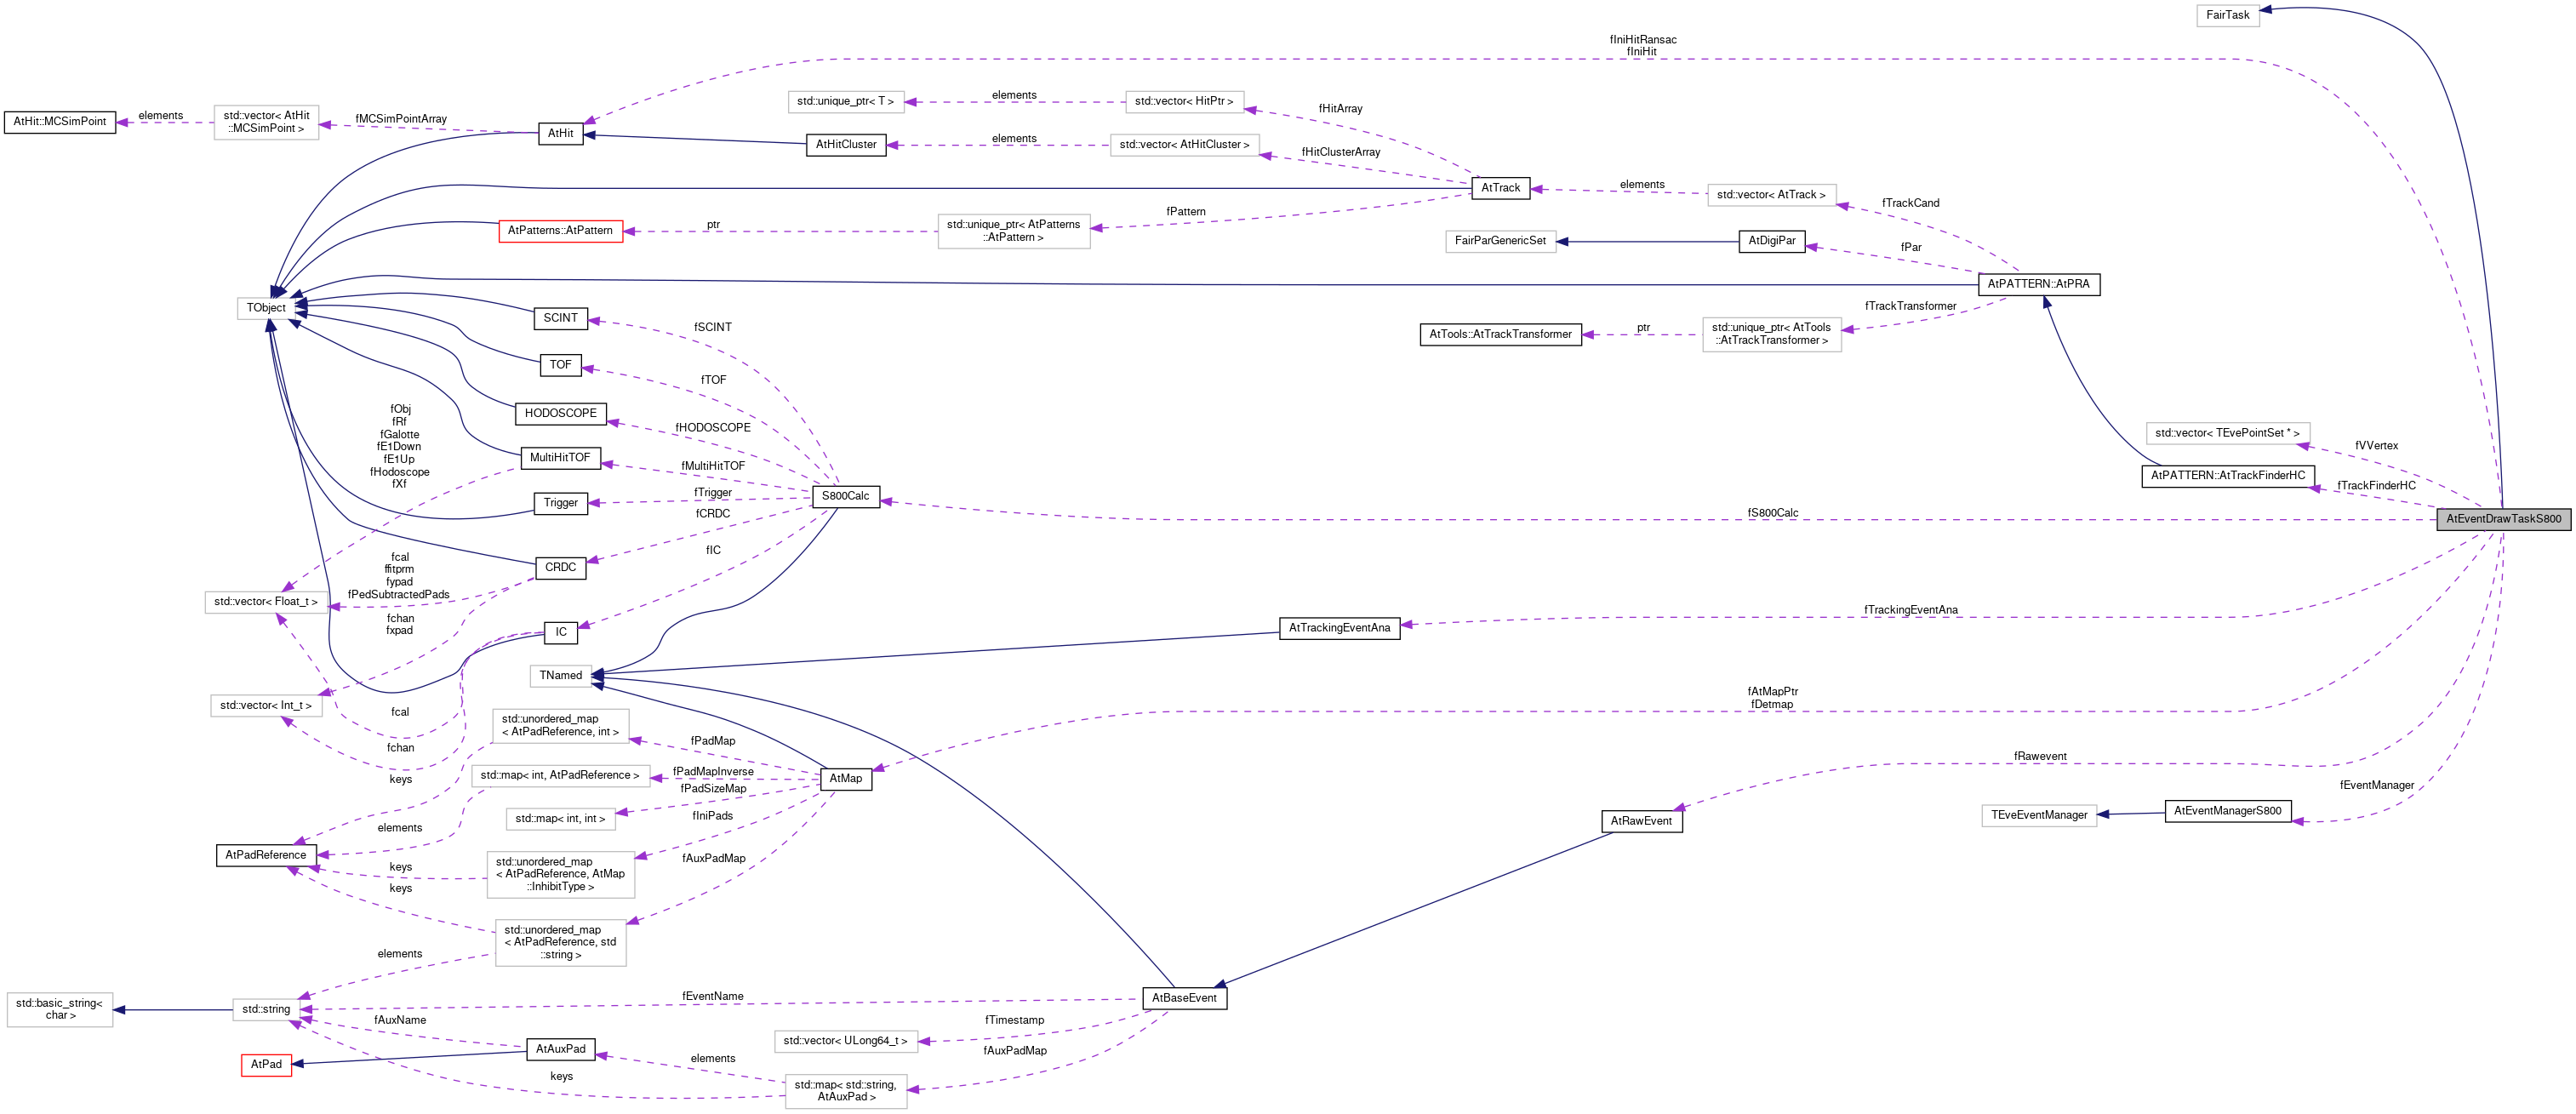 FairTask
fIniHitRansac
fIniHit
std::unique_ptr< T >
elements
std::vector< HitPtr >
fHitArray
AtHit::MCSimPoint
elements
std::vector< AtHit
::MCSimPoint >
fMCSimPointArray
AtHit
AtHitCluster
elements
std::vector< AtHitCluster >
fHitClusterArray
AtTrack
elements
std::vector< AtTrack >
fTrackCand
fPattern
AtPatterns::AtPattern
ptr
std::unique_ptr< AtPatterns
::AtPattern >
FairParGenericSet
AtDigiPar
fPar
AtPATTERN::AtPRA
TObject
SCINT
fSCINT
fTrackTransformer
AtTools::AtTrackTransformer
ptr
std::unique_ptr< AtTools
::AtTrackTransformer >
TOF
fTOF
HODOSCOPE
fHODOSCOPE
fObj
fRf
fGalotte
fE1Down
fE1Up
fHodoscope
fXf
MultiHitTOF
fMultiHitTOF
std::vector< TEvePointSet * >
fVVertex
AtPATTERN::AtTrackFinderHC
fTrackFinderHC
Trigger
fTrigger
S800Calc
fCRDC
fS800Calc
AtEventDrawTaskS800
fIC
CRDC
fcal
ffitprm
fypad
fPedSubtractedPads
std::vector< Float_t >
fchan
fxpad
IC
fTrackingEventAna
AtTrackingEventAna
TNamed
std::vector< Int_t >
fcal
fchan
fAtMapPtr
fDetmap
std::unordered_map
< AtPadReference, int >
fPadMap
keys
std::map< int, AtPadReference >
fPadMapInverse
AtMap
fPadSizeMap
std::map< int, int >
fIniPads
fRawevent
fEventManager
AtRawEvent
TEveEventManager
AtEventManagerS800
elements
AtPadReference
keys
keys
std::unordered_map
< AtPadReference, AtMap
::InhibitType >
fAuxPadMap
std::unordered_map
< AtPadReference, std
::string >
elements
std::basic_string<
char >
std::string
fEventName
AtBaseEvent
fAuxName
fTimestamp
std::vector< ULong64_t >
fAuxPadMap
AtPad
AtAuxPad
elements
keys
std::map< std::string,
AtAuxPad >